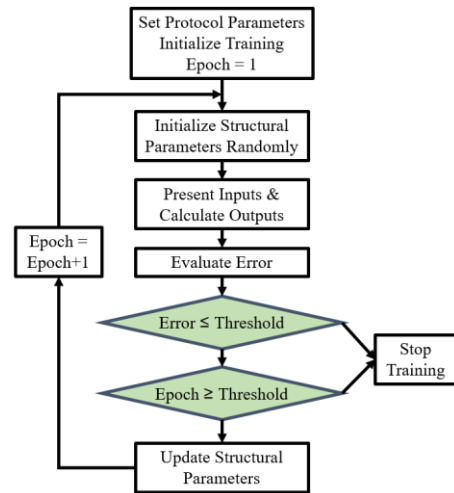 Set Protocol Parameters
Initialize Training
Epoch = 1
Initialize Structural
Parameters Randomly
Present Inputs &
Calculate Outputs
Epoch =
Epoch+1
Evaluate Error
Error ≤ Threshold
Stop
Training
Epoch ≥ Threshold
Update Structural
Parameters